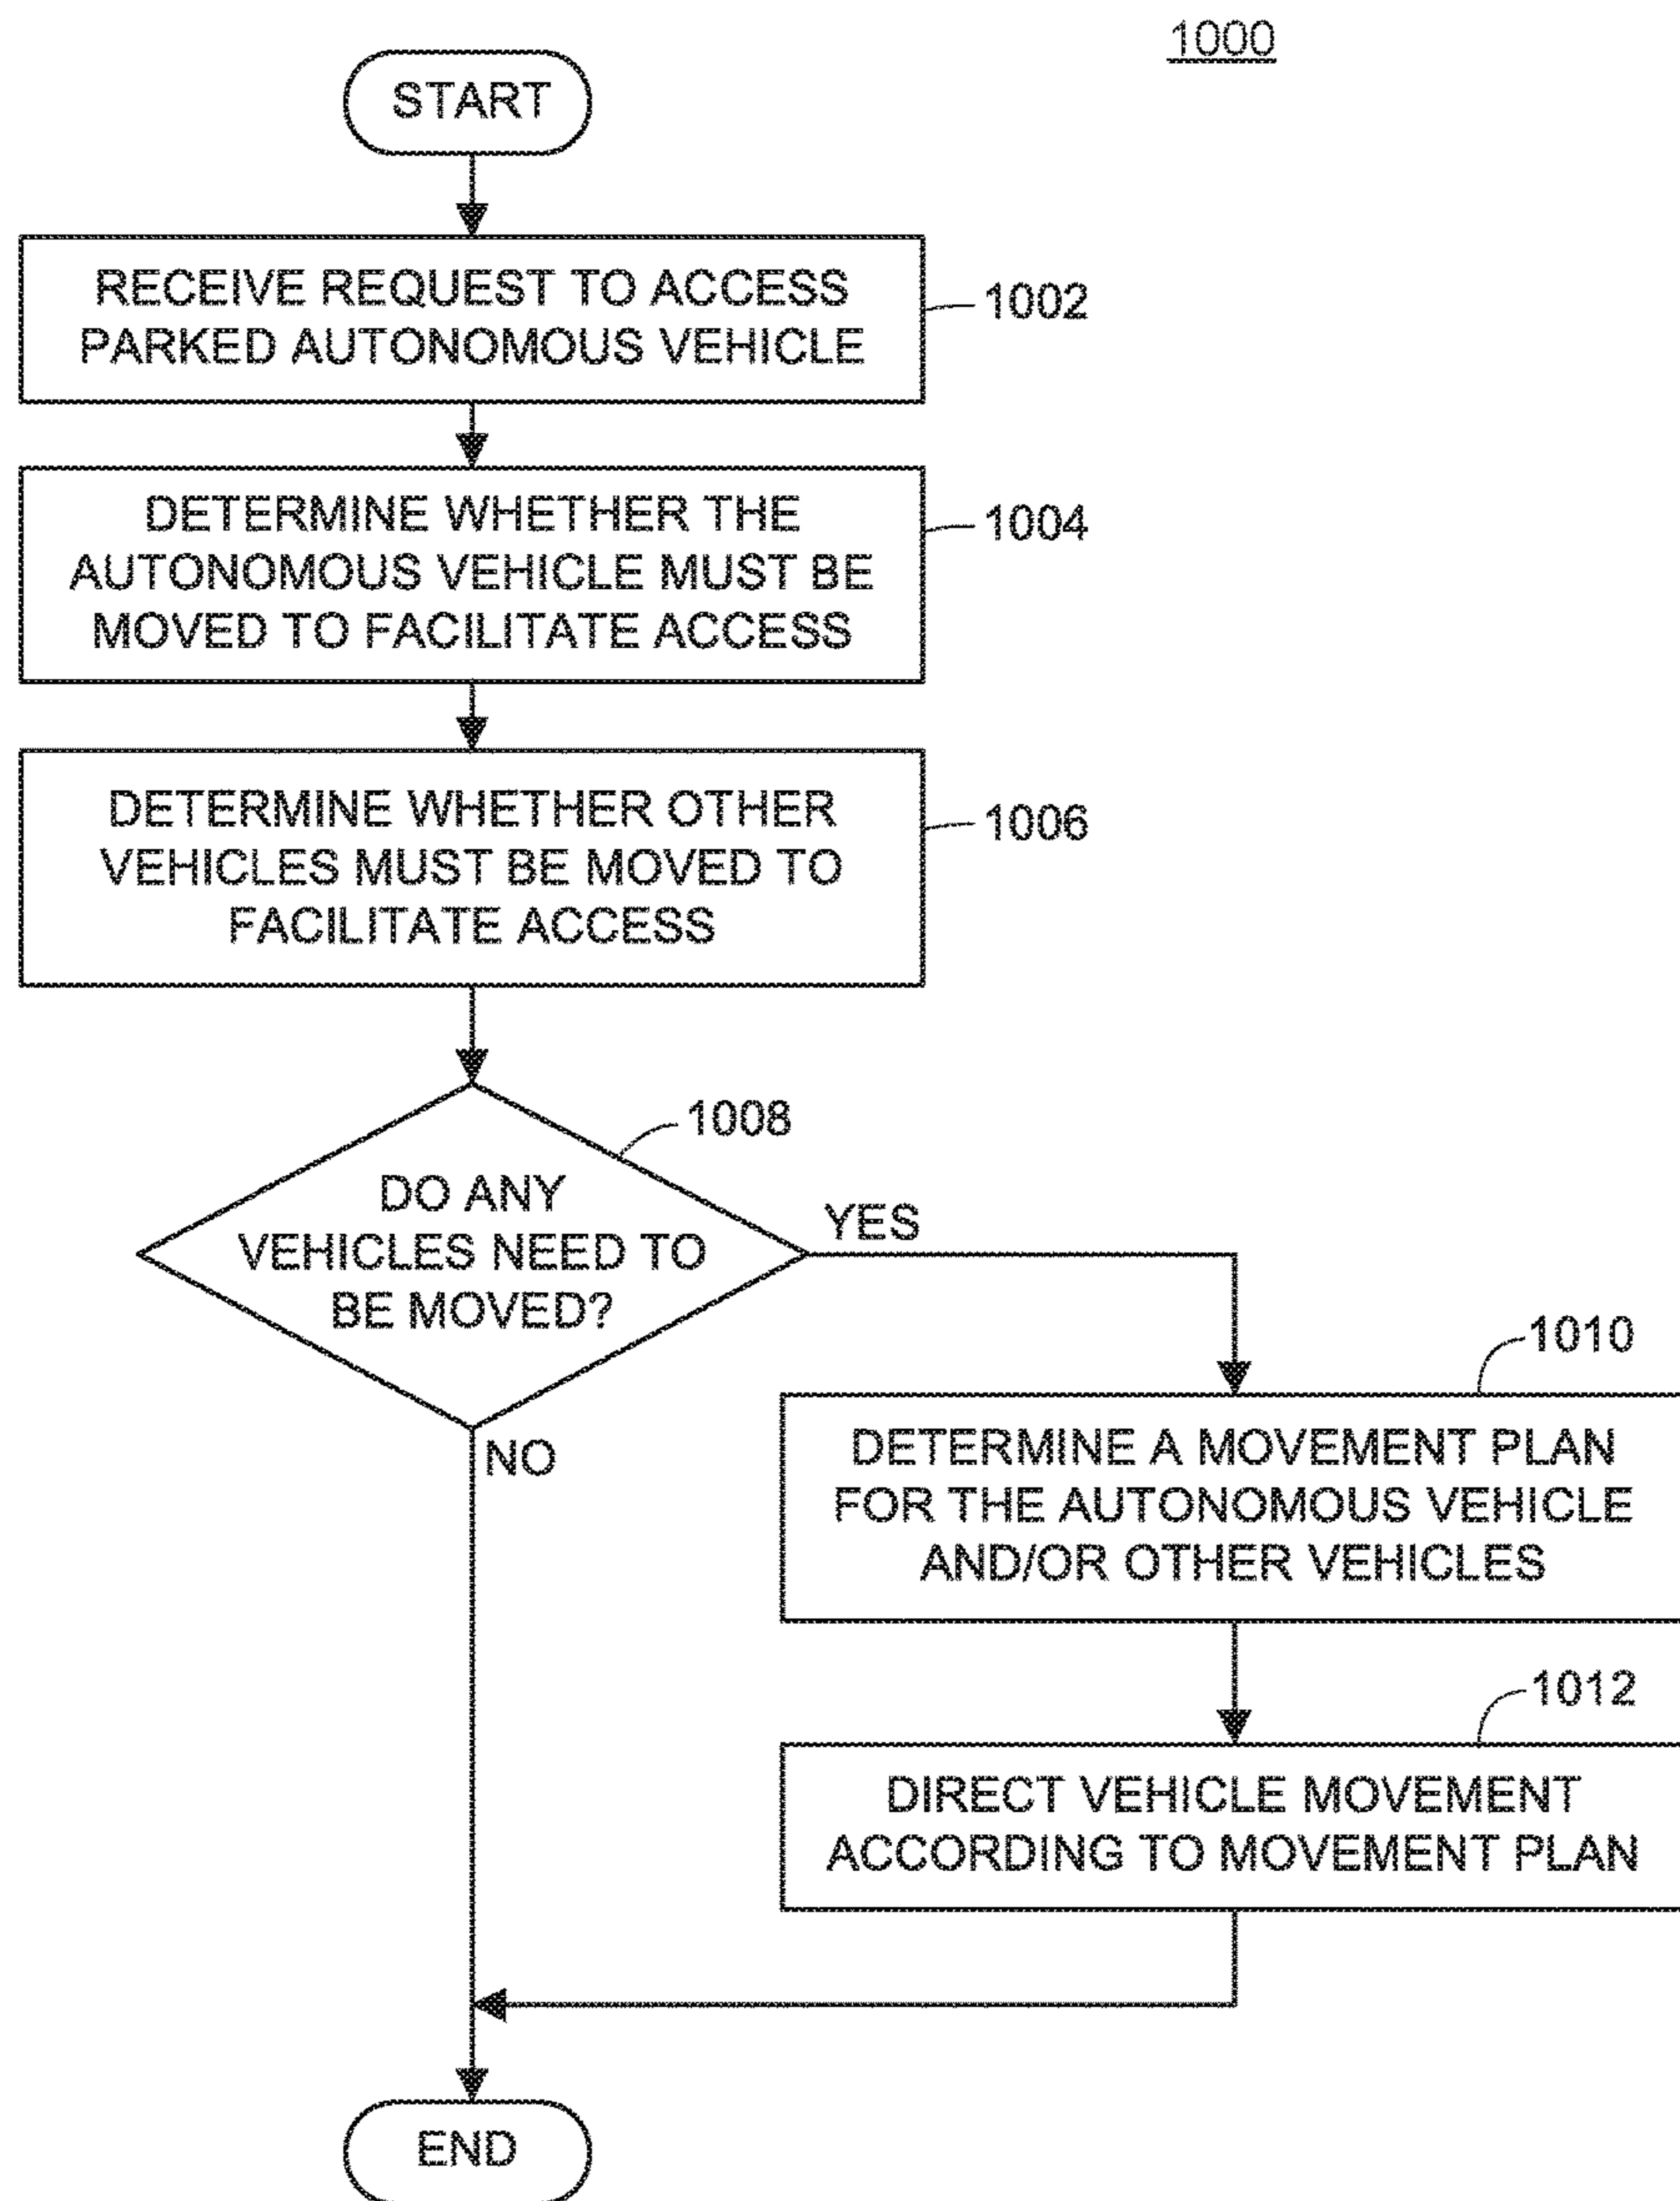 1000
START
RECEIVE REQUEST TO ACCESS
PARKED AUTONOMOUS VEHICLE
1002
DETERMINE WHETHER THE
AUTONOMOUS VEHICLE MUST BE
MOVED TO FACILITATE ACCESS
1004
DETERMINE WHETHER OTHER
VEHICLES MUST BE MOVED TO
FACILITATE ACCESS
1006
1008
DO ANY
VEHICLES NEED TO
BE MOVED?
YES
NO
1010
DETERMINE A MOVEMENT PLAN
FOR THE AUTONOMOUS VEHICLE
AND/OR OTHER VEHICLES
1012
DIRECT VEHICLE MOVEMENT
ACCORDING TO MOVEMENT PLAN
END